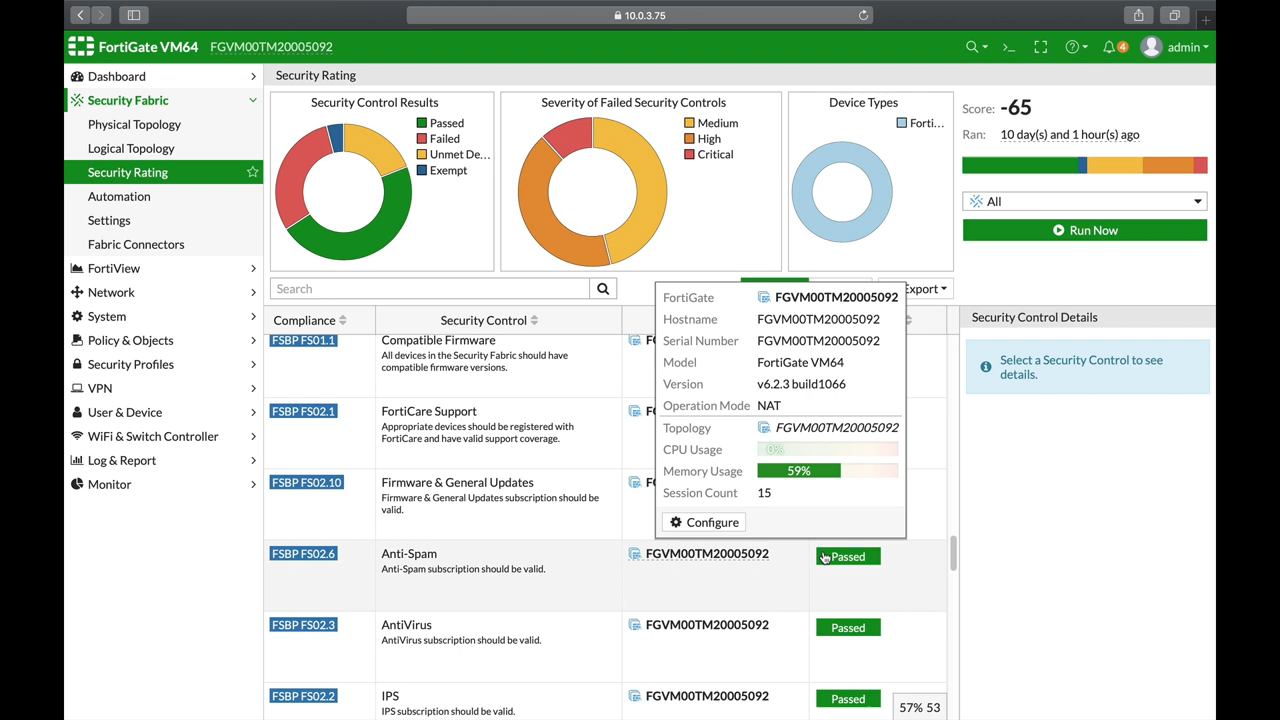 10.0.3.75
FortiGate VM64 FGVM00TM20005092
4 admin
Dashboard
Security Fabric
Physical Topology
Logical Topology
Security Rating
Automation
Settings
Fabric Connectors
FortiView
Network
System
Policy & Objects
Security Profiles
VPN
User & Device
WiFi & Switch Controller
Log & Report
Monitor
Security Rating
Security Control Results
Passed
Failed
Unmet De...
Exempt
Severity of Failed Security Controls
Medium
High
Critical
Device Types
Forti...
Score: -65
Ran: 10 day(s) and 1 hour(s) ago
All
Run Now
Search
Export
Compliance Security Control
FSBP FS01.1 Compatible Firmware
All devices in the Security Fabric should have
compatible firmware versions.
FSBP FS02.1 FortiCare Support
Appropriate devices should be registered with
FortiCare and have valid support coverage.
FSBP FS02.10 Firmware & General Updates
Firmware & General Updates subscription should be
valid.
FSBP FS02.6 Anti-Spam FGVM00TM20005092 Passed
Anti-Spam subscription should be valid.
FSBP FS02.3 AntiVirus FGVM00TM20005092 Passed
AntiVirus subscription should be valid.
FSBP FS02.2 IPS FGVM00TM20005092 Passed
IPS subscription should be valid.
57% 53
FortiGate FGVM00TM20005092
Hostname FGVM00TM20005092
Serial Number FGVM00TM20005092
Model FortiGate VM64
Version v6.2.3 build1066
Operation Mode NAT
Topology FGVM00TM20005092
CPU Usage 0%
Memory Usage 59%
Session Count 15
Configure
Security Control Details
Select a Security Control to see
details.